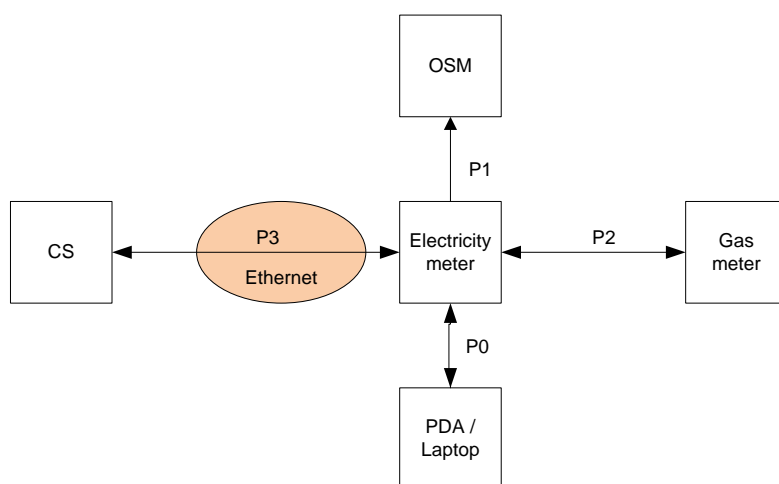 OSM
P1
CS
P3
Ethernet
Electricity
meter
P2
Gas
meter
P0
PDA /
Laptop